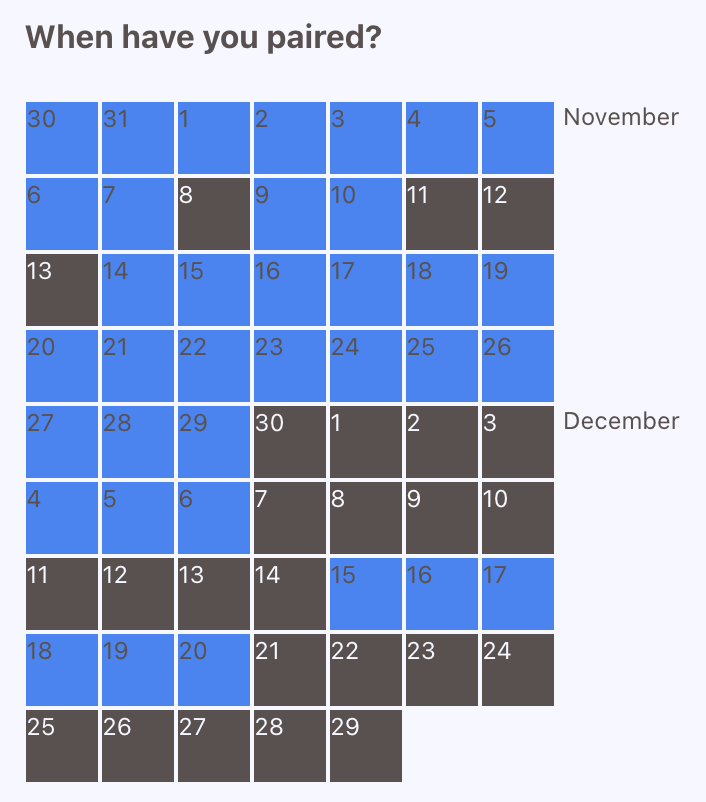 When have you paired?
30 31 1 2 3 4 5 November
6 7 8 9 10 11 12
13 14 15 16 17 18 19
20 21 22 23 24 25 26
27 28 29 30 1 2 3 December
4 5 6 7 8 9 10
11 12 13 14 15 16 17
18 19 20 21 22 23 24
25 26 27 28 29